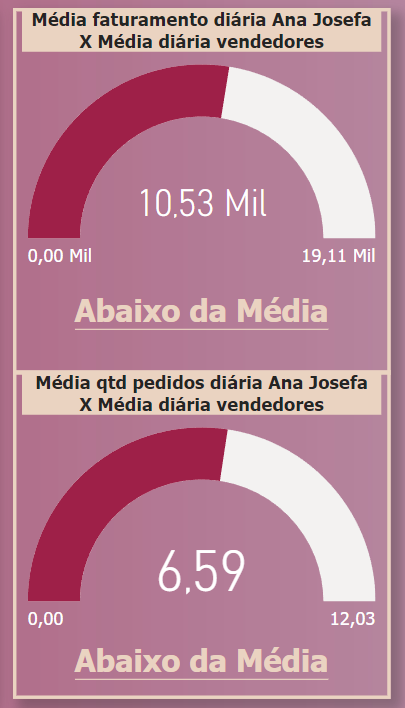 Média faturamento diária Ana Josefa
X Média diária vendedores
10,53 Mil
0,00 Mil
19,11 Mil
Abaixo da Média
Média qtd pedidos diária Ana Josefa
X Média diária vendedores
6,59
0,00
12,03
Abaixo da Média